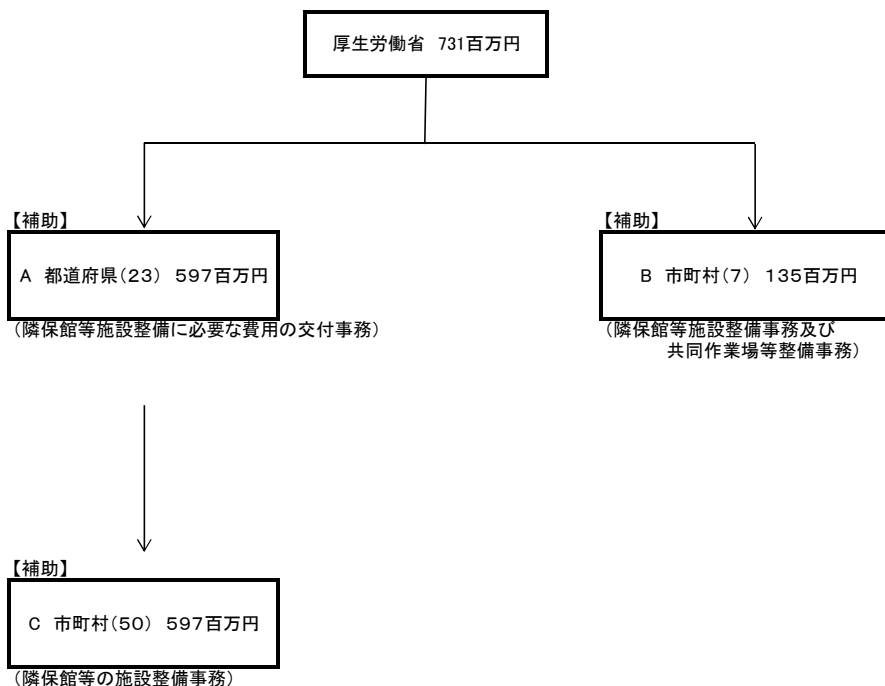 厚生労働省 731百万円
【補助】
A 都道府県(23) 597百万円
(隣保館等施設整備に必要な費用の交付事務)
【補助】
B 市町村(7) 135百万円
(隣保館等施設整備事務及び
共同作業場等整備事務)
【補助】
C 市町村(50) 597百万円
(隣保館等の施設整備事務)